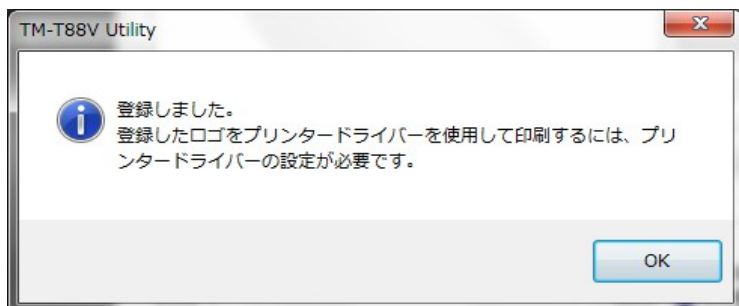 TM-T88V Utility
登録しました。
登録したロゴをプリンタードライバーを使用して印刷するには、プリ
ンタードライバーの設定が必要です。
OK